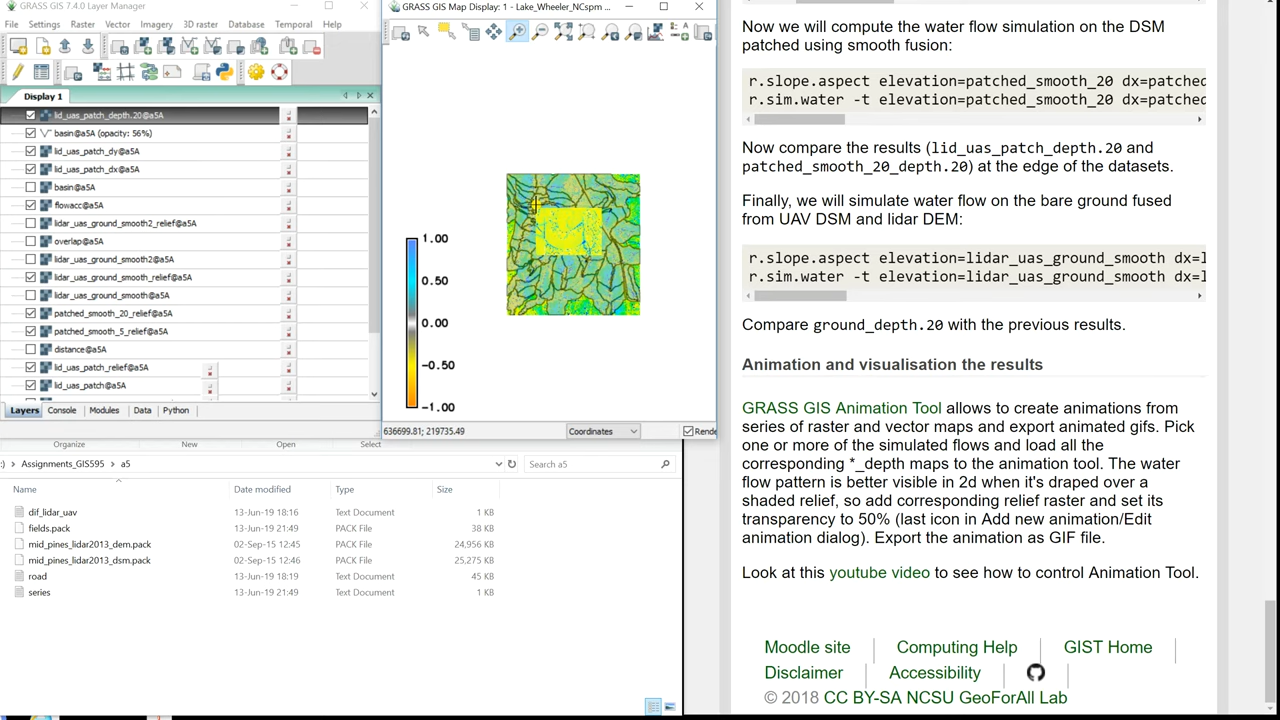 GRASS GIS 7.4.0 Layer Manager
File Settings Raster Vector Imagery 3D raster Database Temporal Help
Display 1
lid_uas_patch_depth.20@a5A
basin@a5A (opacity: 56%)
lid_uas_patch_dy@a5A
lid_uas_patch_dx@a5A
basin@a5A
flowacc@a5A
lidar_uas_ground_smooth2_relief@a5A
overlap@a5A
lidar_uas_ground_smooth2@a5A
lidar_uas_ground_smooth_relief@a5A
lidar_uas_ground_smooth@a5A
patched_smooth_20_relief@a5A
patched_smooth_5_relief@a5A
distance@a5A
lid_uas_patch_relief@a5A
lid_uas_patch@a5A
Layers Console Modules Data Python
GRASS GIS Map Display: 1 - Lake_Wheeler_NCspm ...
1.00
0.50
0.00
-0.50
-1.00
636699.81; 219735.49
Coordinates
Rende
Organize New Open Select
:) Assignments_GIS595 a5
Search a5
Name Date modified Type Size
dif_lidar_uav 13-Jun-19 18:16 Text Document 1 KB
fields.pack 13-Jun-19 21:49 PACK File 38 KB
mid_pines_lidar2013_dem.pack 02-Sep-15 12:45 PACK File 24,956 KB
mid_pines_lidar2013_dsm.pack 02-Sep-15 12:46 PACK File 25,275 KB
road 13-Jun-19 18:19 Text Document 45 KB
series 13-Jun-19 21:49 Text Document 1 KB
Now we will compute the water flow simulation on the DSM
patched using smooth fusion:
r.slope.aspect elevation=patched_smooth_20 dx=patched
r.sim.water -t elevation=patched_smooth_20 dx=patched
Now compare the results (lid_uas_patch_depth.20 and
patched_smooth_20_depth.20) at the edge of the datasets.
Finally, we will simulate water flow on the bare ground fused
from UAV DSM and lidar DEM:
r.slope.aspect elevation=lidar_uas_ground_smooth dx=l
r.sim.water -t elevation=lidar_uas_ground_smooth dx=l
Compare ground_depth.20 with the previous results.
Animation and visualisation the results
GRASS GIS Animation Tool allows to create animations from
series of raster and vector maps and export animated gifs. Pick
one or more of the simulated flows and load all the
corresponding *_depth maps to the animation tool. The water
flow pattern is better visible in 2d when it's draped over a
shaded relief, so add corresponding relief raster and set its
transparency to 50% (last icon in Add new animation/Edit
animation dialog). Export the animation as GIF file.
Look at this youtube video to see how to control Animation Tool.
Moodle site Computing Help GIST Home
Disclaimer Accessibility
© 2018 CC BY-SA NCSU GeoForAll Lab